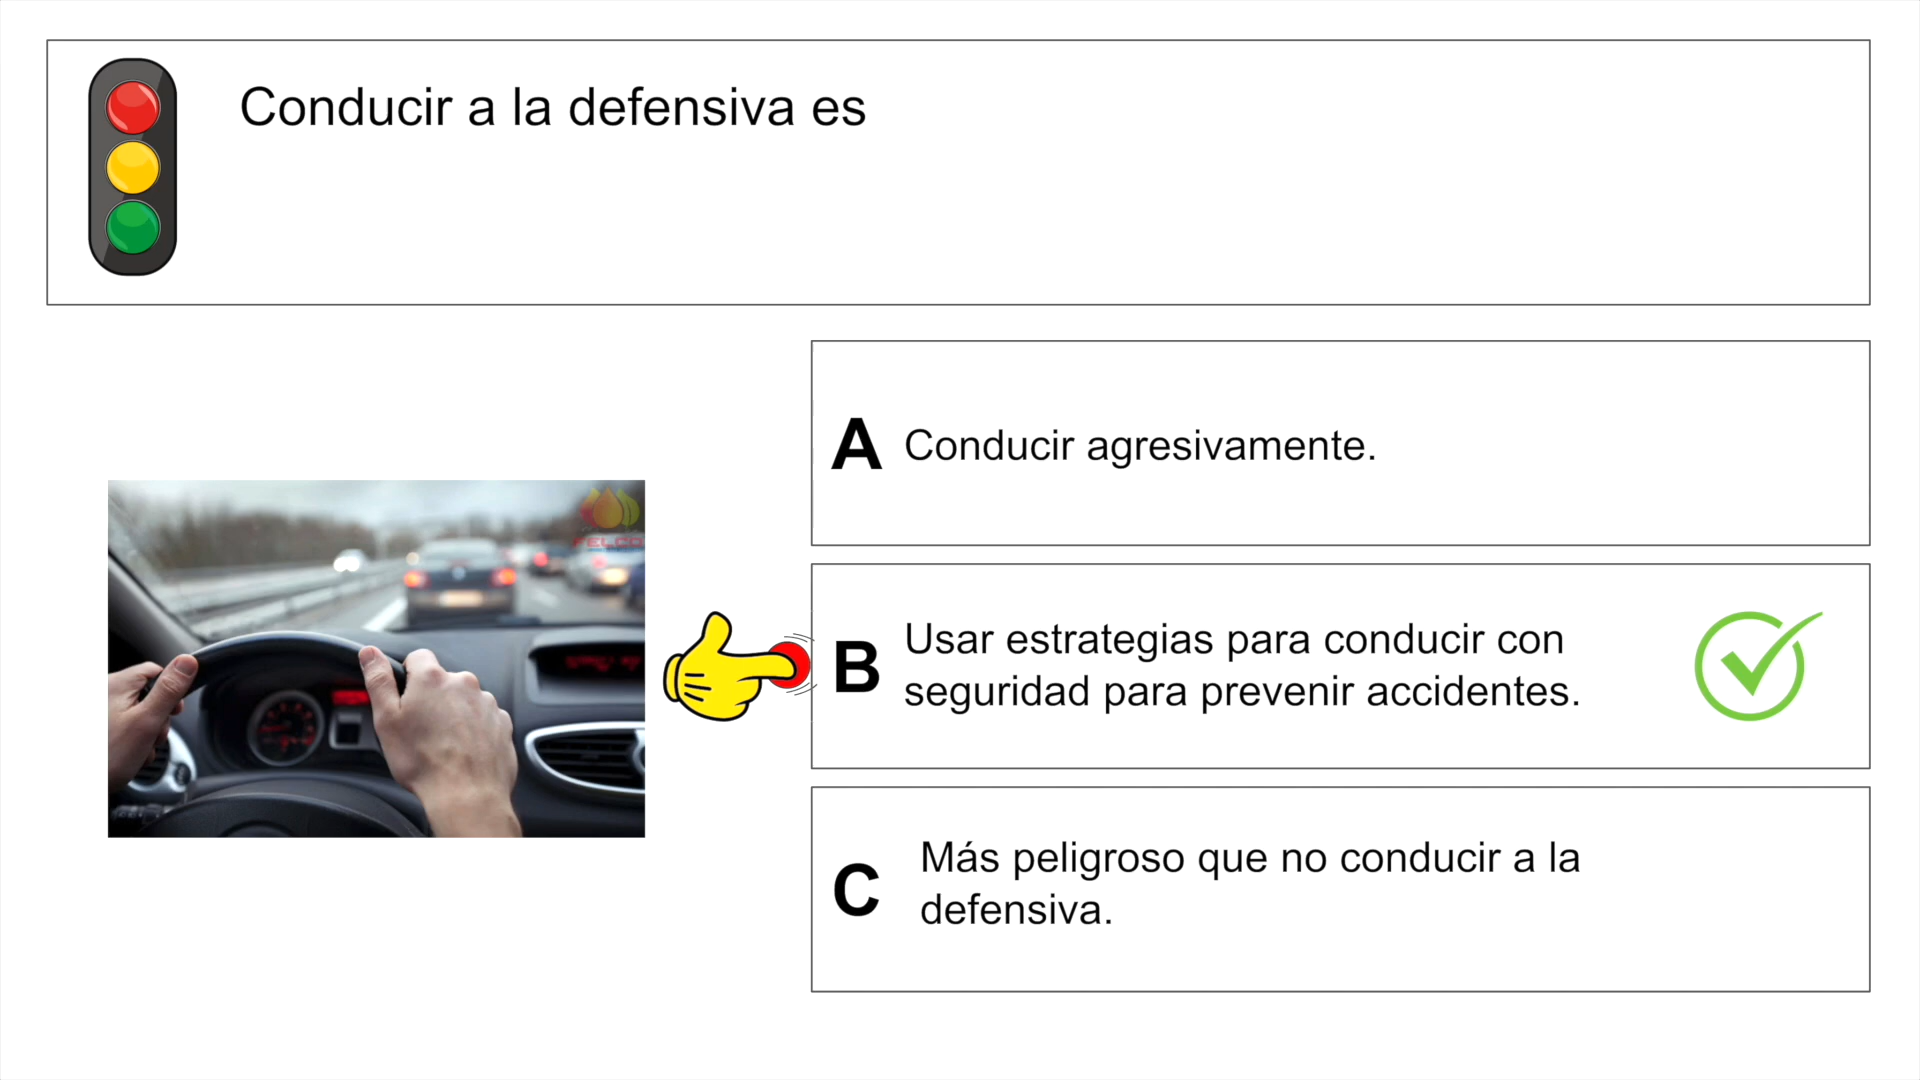 Conducir a la defensiva es
A Conducir agresivamente.
B Usar estrategias para conducir con
seguridad para prevenir accidentes.
C Más peligroso que no conducir a la
defensiva.